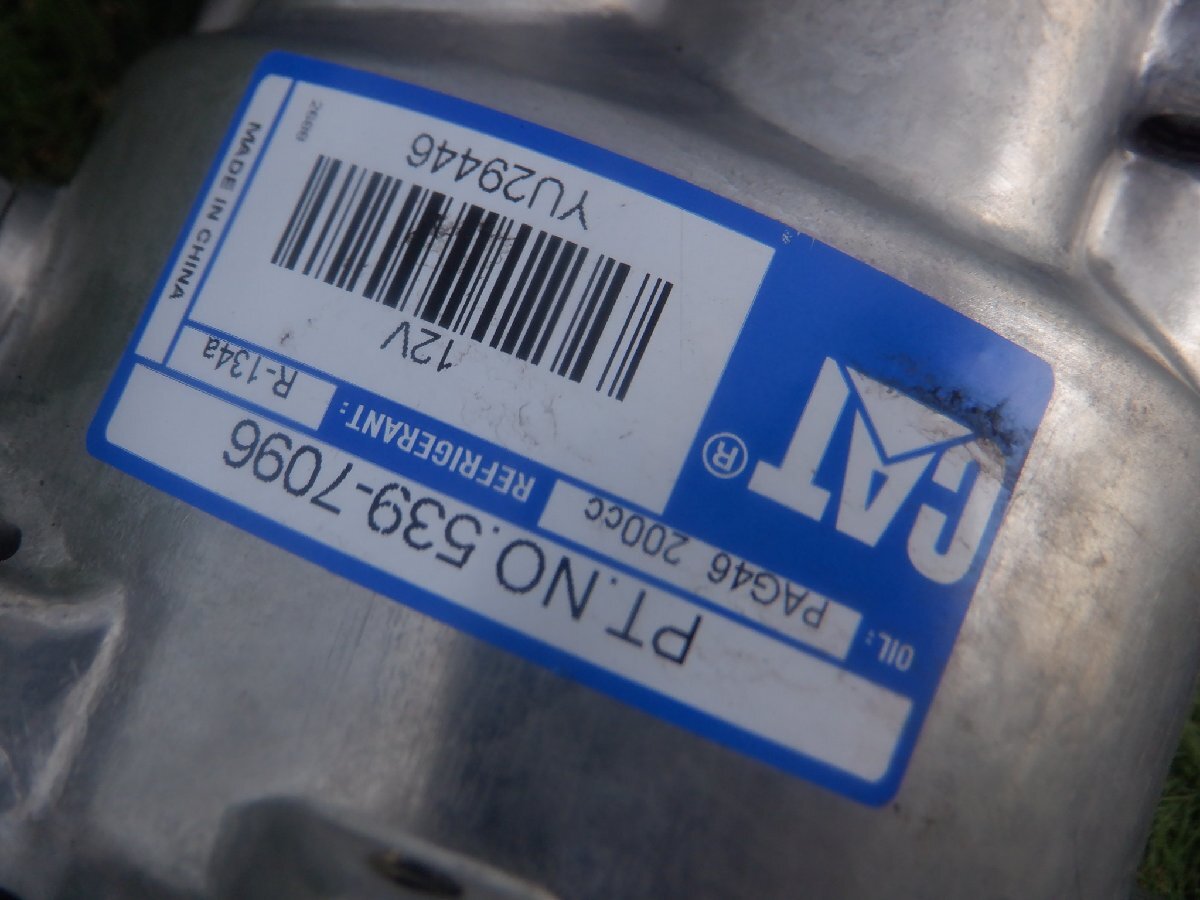 CAT®
OIL: PAG46 200cc REFRIGERANT: R-134a
PT.NO.539-7096
12V
YU29446
MADE IN CHINA